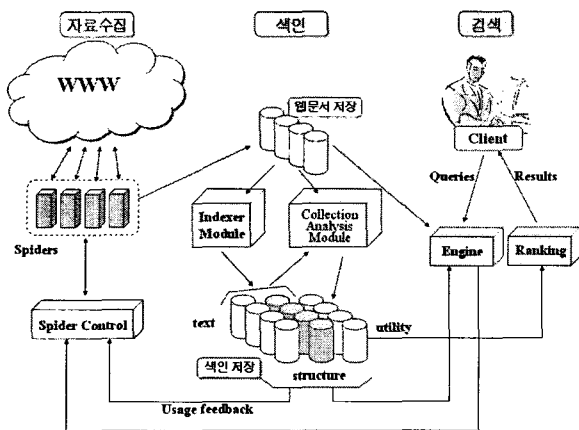 자료수집
색인
검색
WWW
웹문서 저장
Client
Queries
Results
Indexer
Module
Collection
Analysis
Module
Spiders
Engine
Ranking
Spider Control
text
utility
색인 저장
structure
Usage feedback